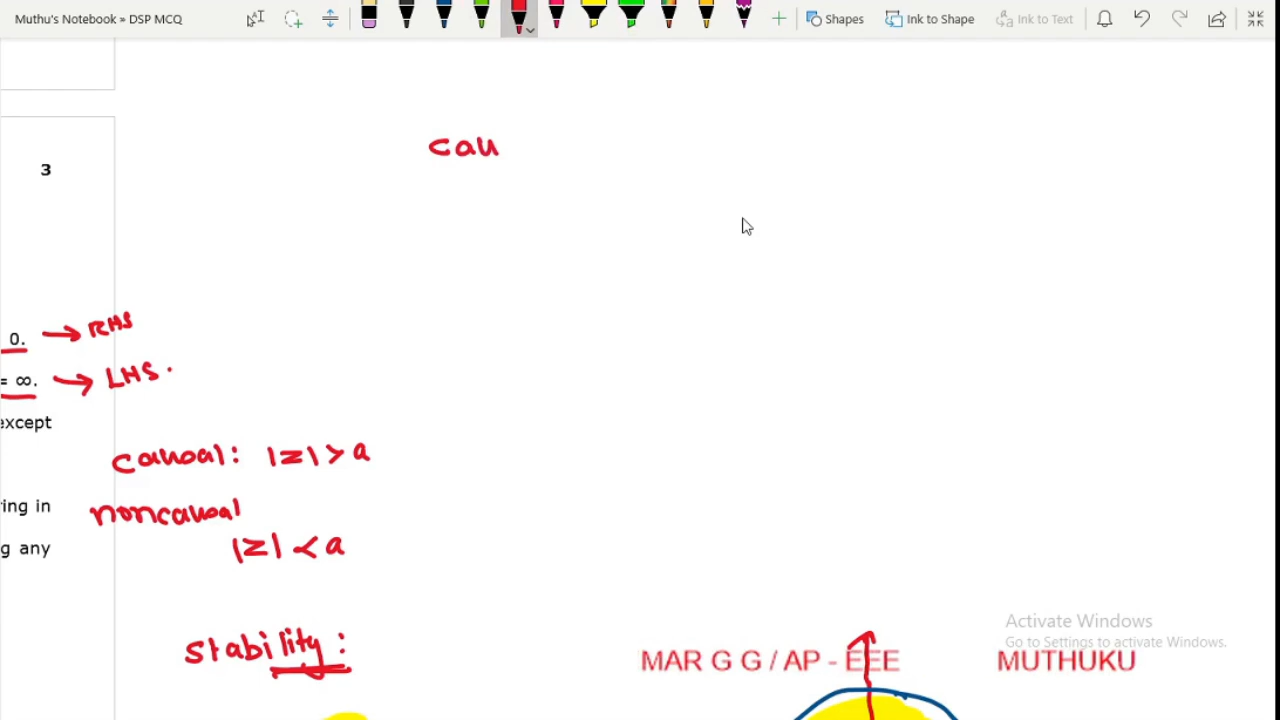 Muthu's Notebook » DSP MCQ
Shapes
Ink to Shape
Ink to Text
cau
3
0. → RHS
= ∞. → LHS.
except
causal: |z| > a
ring in
noncausal
|z| < a
g any
stability:
Activate Windows
Go to Settings to activate Windows.
MAR G G / AP - EEE
MUTHUKU